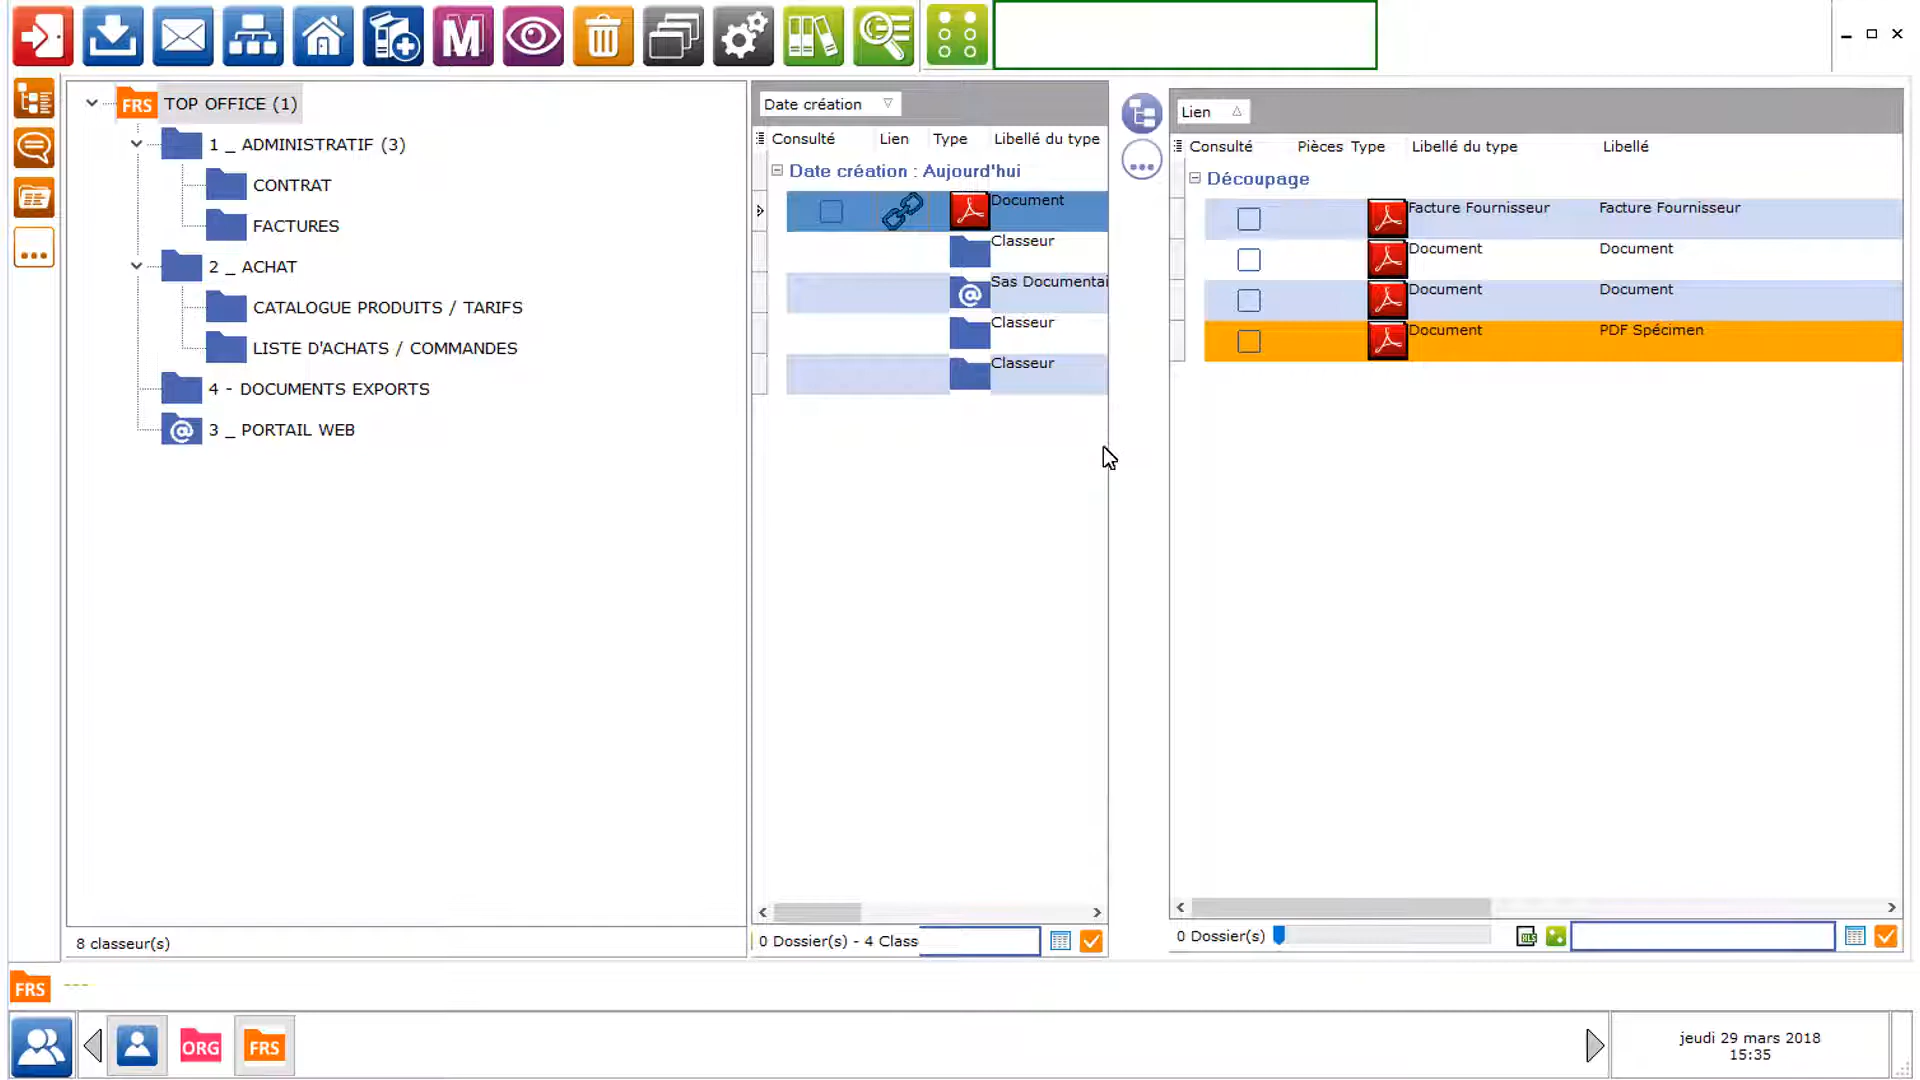 M
FRS TOP OFFICE (1)
1 _ ADMINISTRATIF (3)
CONTRAT
FACTURES
2 _ ACHAT
CATALOGUE PRODUITS / TARIFS
LISTE D'ACHATS / COMMANDES
4 - DOCUMENTS EXPORTS
@ 3 _ PORTAIL WEB
8 classeur(s)
Date création
Consulté Lien Type Libellé du type
Date création : Aujourd'hui
Document
Classeur
@ Sas Documentai
Classeur
Classeur
0 Dossier(s) - 4 Class
Lien
Consulté Pièces Type Libellé du type Libellé
Découpage
Facture Fournisseur Facture Fournisseur
Document Document
Document Document
Document PDF Spécimen
0 Dossier(s)
XLS
FRS ---
ORG
FRS
jeudi 29 mars 2018
15:35